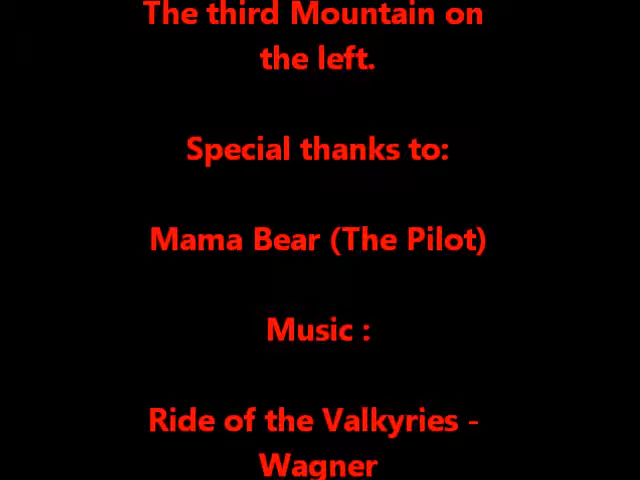 The third Mountain on
the left.
Special thanks to:
Mama Bear (The Pilot)
Music :
Ride of the Valkyries -
Wagner